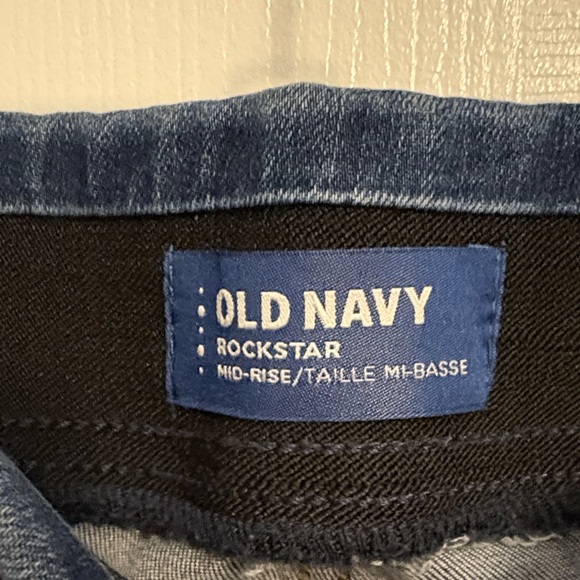 OLD NAVY
ROCKSTAR
MID-RISE/TAILLE MI-BASSE